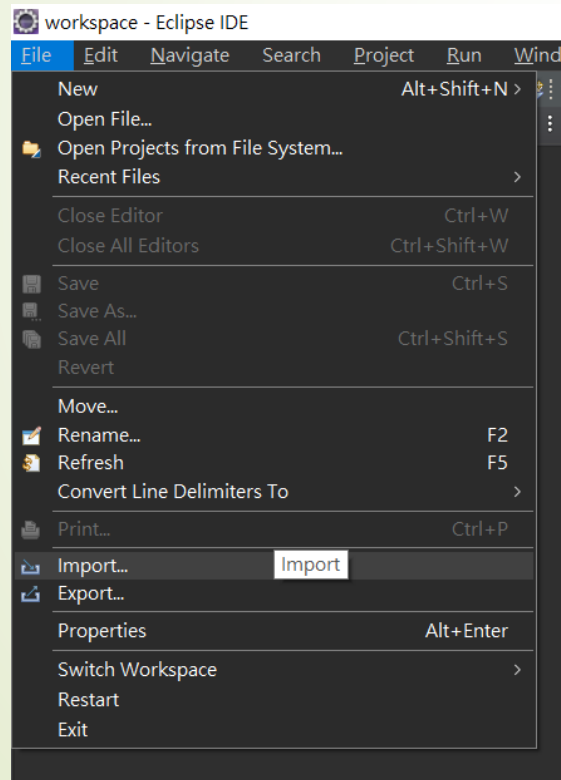 workspace - Eclipse IDE
File Edit Navigate Search Project Run Wind
New Alt+Shift+N >
Open File...
Open Projects from File System...
Recent Files >
Close Editor Ctrl+W
Close All Editors Ctrl+Shift+W
Save Ctrl+S
Save As...
Save All Ctrl+Shift+S
Revert
Move...
Rename... F2
Refresh F5
Convert Line Delimiters To >
Print... Ctrl+P
Import... Import
Export...
Properties Alt+Enter
Switch Workspace >
Restart
Exit